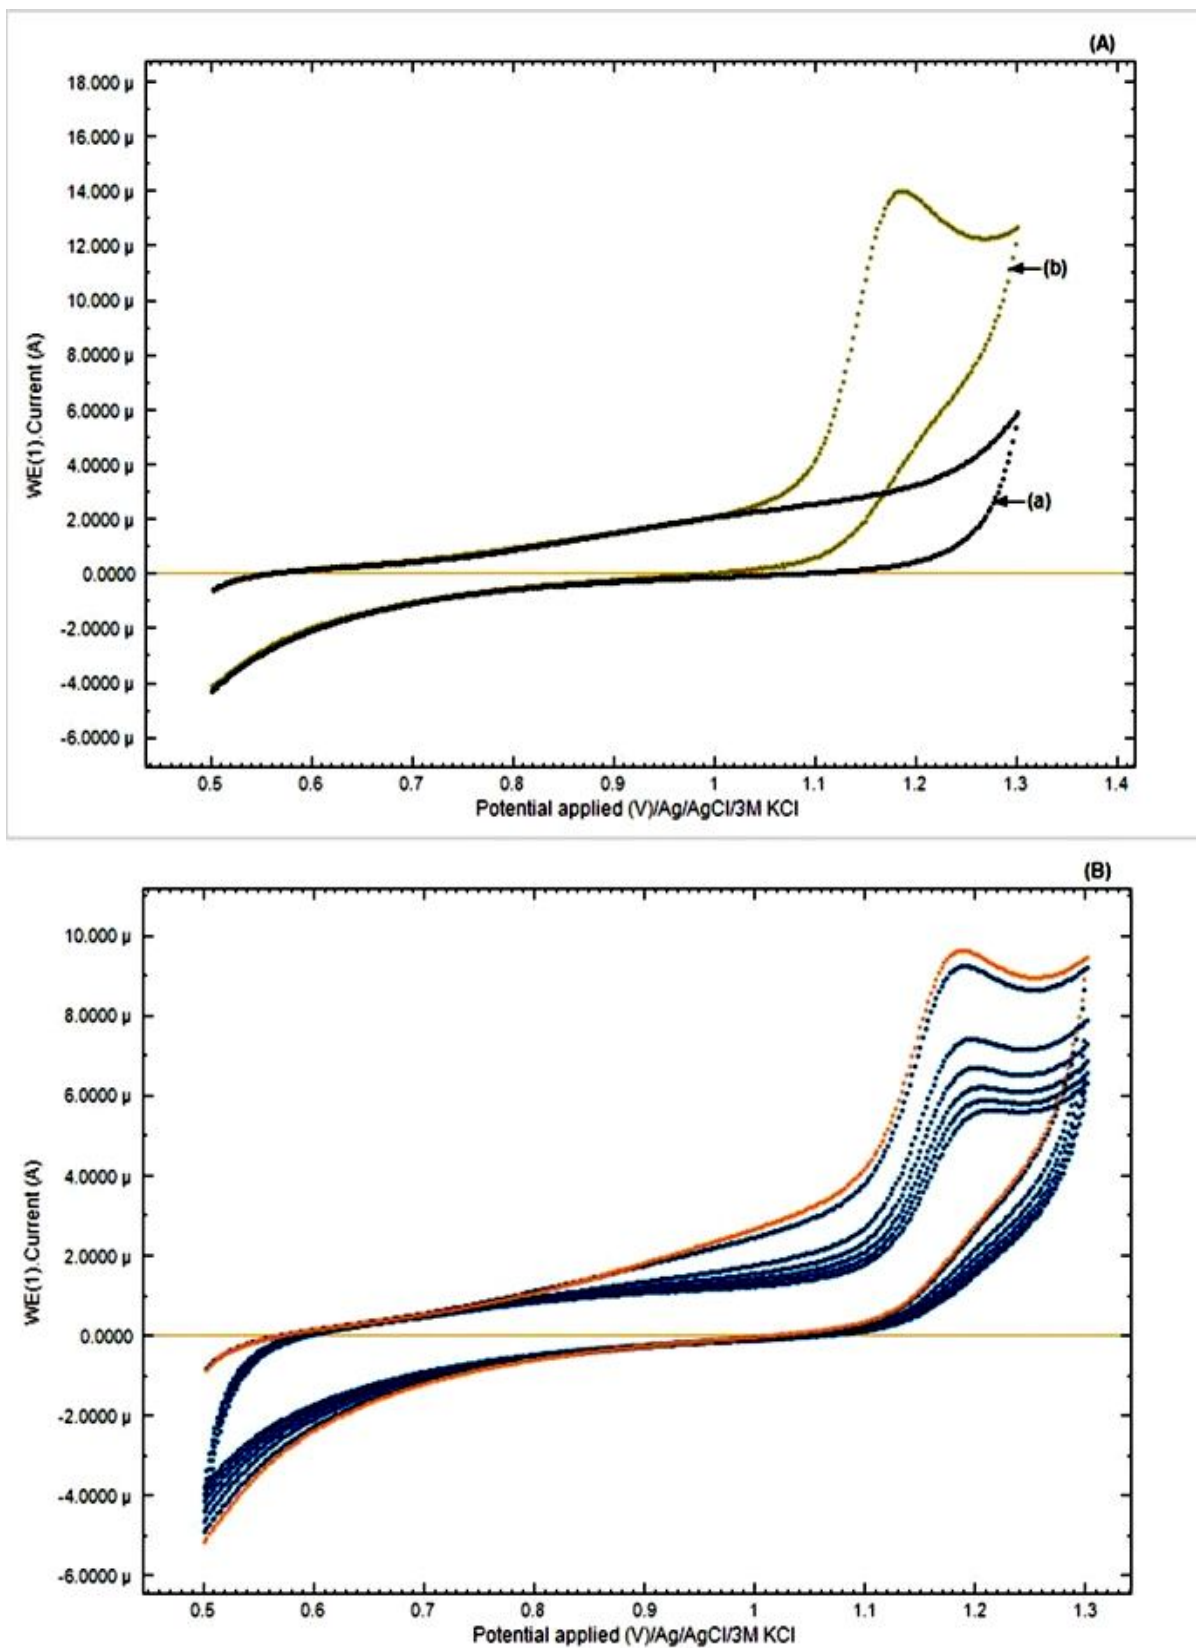 (A)
18.000 µ
16.000 µ
14.000 µ
12.000 µ
10.000 µ
8.0000 µ
6.0000 µ
4.0000 µ
2.0000 µ
0.0000
-2.0000 µ
-4.0000 µ
-6.0000 µ
WE(1).Current (A)
(b)
(a)
0.5 0.6 0.7 0.8 0.9 1 1.1 1.2 1.3 1.4
Potential applied (V)/Ag/AgCl/3M KCl
(B)
10.000 µ
8.0000 µ
6.0000 µ
4.0000 µ
2.0000 µ
0.0000
-2.0000 µ
-4.0000 µ
-6.0000 µ
WE(1).Current (A)
0.5 0.6 0.7 0.8 0.9 1 1.1 1.2 1.3
Potential applied (V)/Ag/AgCl/3M KCl